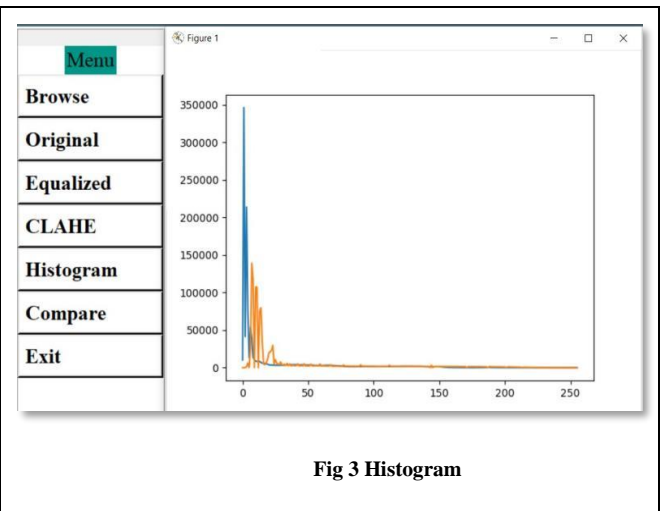 Menu
Browse
Original
Equalized
CLAHE
Histogram
Compare
Exit
Figure 1
350000
300000
250000
200000
150000
100000
50000
0
0 50 100 150 200 250
Fig 3 Histogram